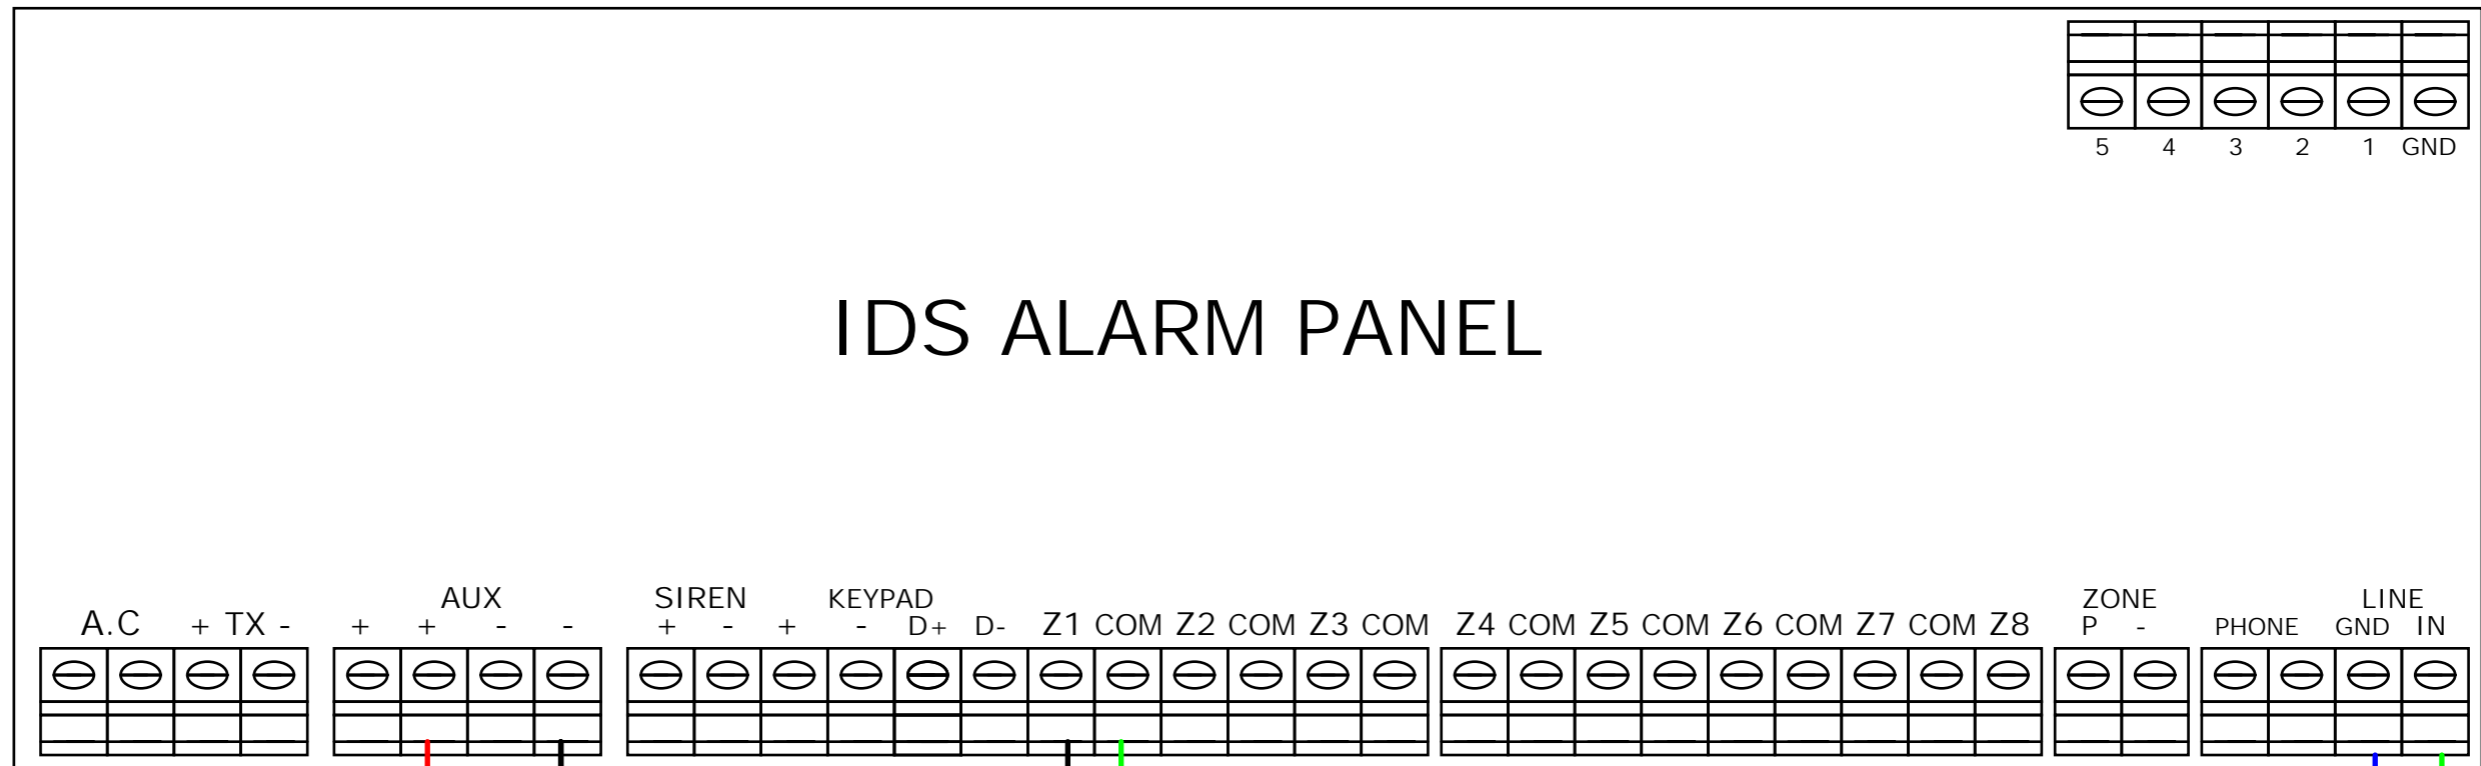 5 4 3 2 1 GND
IDS ALARM PANEL
AUX SIREN KEYPAD ZONE LINE
A.C + TX - + + - - + - + - D+ D- Z1 COM Z2 COM Z3 COM Z4 COM Z5 COM Z6 COM Z7 COM Z8 P - PHONE GND IN